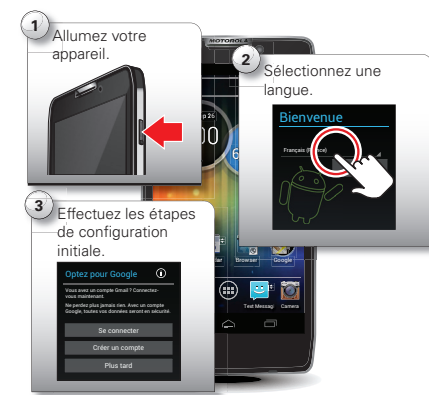 1
Allumez votre
appareil.
MOTOROLA
2
Sélectionnez une
langue.
Bienvenue
Français (France)
3
Effectuez les étapes
de configuration
initiale.
Optez pour Google
Vous avez un compte Gmail ? Connectez-
vous maintenant.
Ne perdez plus jamais rien. Avec un compte
Google, toutes vos données seront en sécurité.
Se connecter
Créer un compte
Plus tard
Browser
Google
Camera